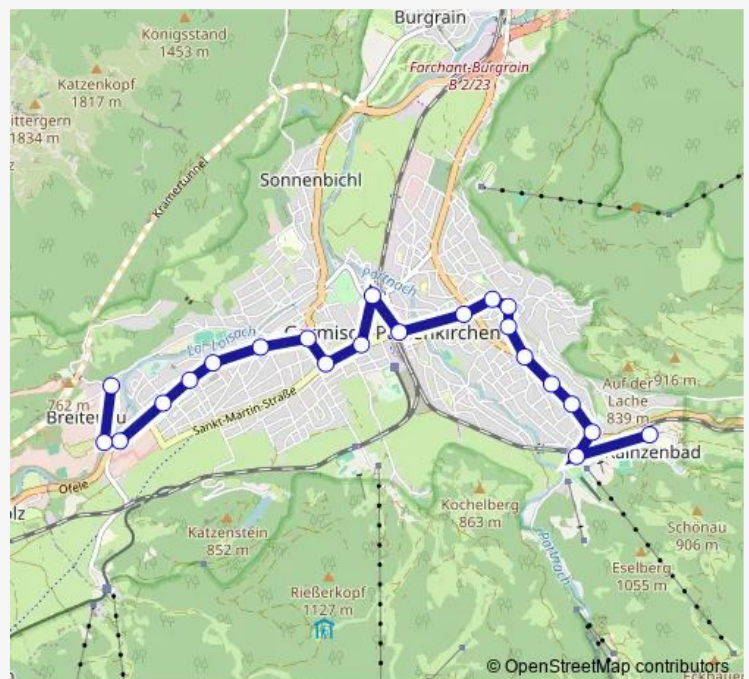 Burgrain
Königsstand
1453 m
Katzenkopf
1817 m
Farchant-Burgrain
B 2/23
ittergern
1834 m
Kramertunnel
Sonnenbichl
Partnach
La Loisach
762 m
Sankt-Martin-Straße
Auf der
Lache
839 m
916 m
Ofele
Kochelberg
863 m
Katzenstein
852 m
Schönau
906 m
Partnach
Eselberg
1055 m
Rießerkopf
1127 m
© OpenStreetMap contributors